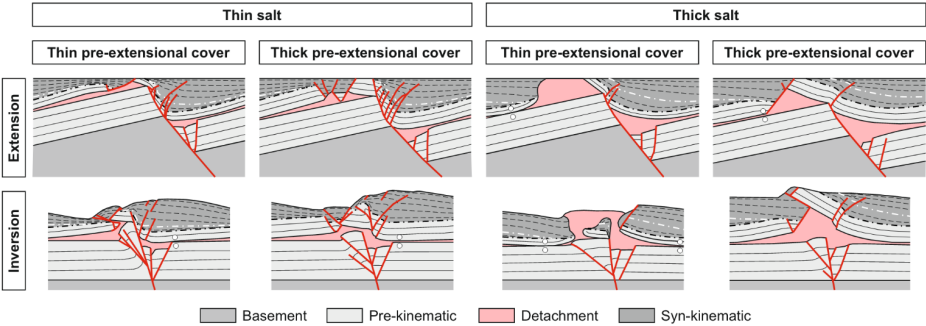 Thin salt
Thick salt
Thin pre-extensional cover
Thick pre-extensional cover
Thin pre-extensional cover
Thick pre-extensional cover
Extension
Inversion
Basement
Pre-kinematic
Detachment
Syn-kinematic